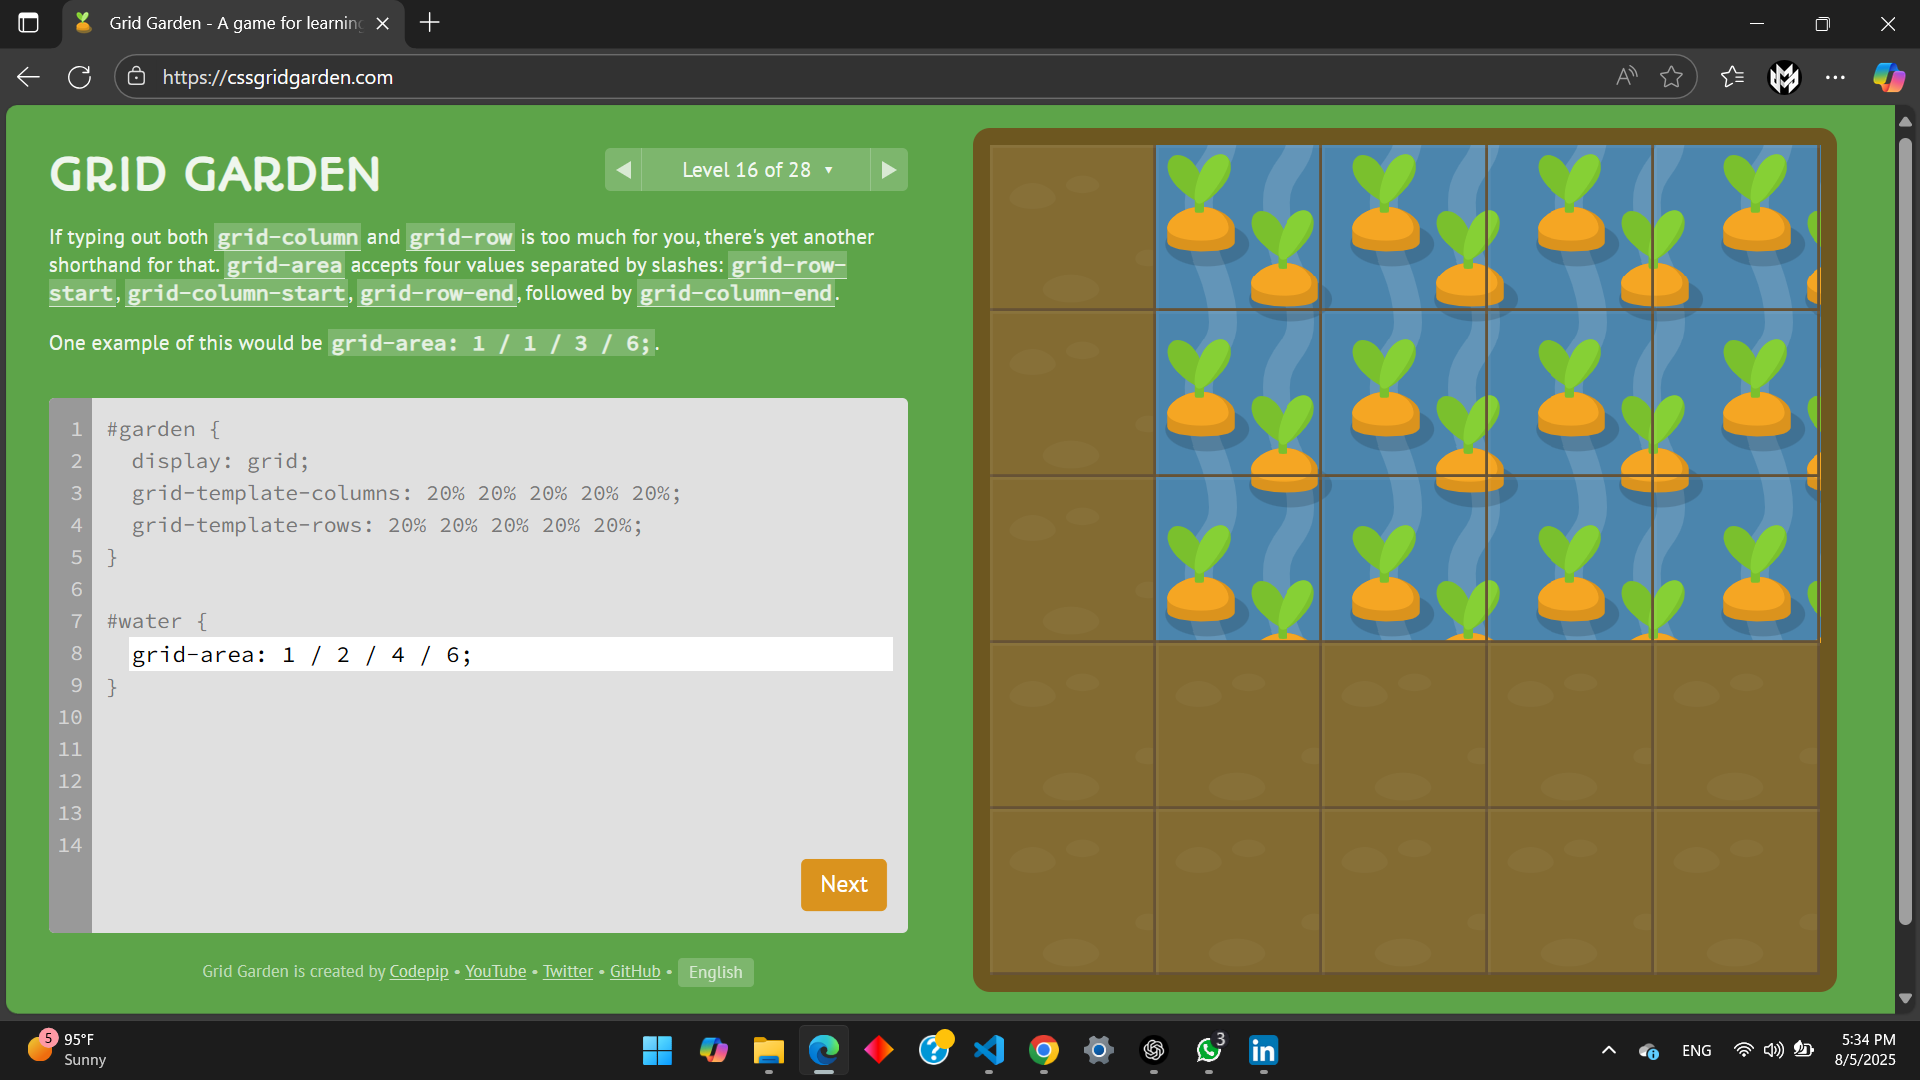 Grid Garden - A game for learning
https://cssgridgarden.com
GRID GARDEN
Level 16 of 28
If typing out both grid-column and grid-row is too much for you, there's yet another
shorthand for that. grid-area accepts four values separated by slashes: grid-row-
start, grid-column-start, grid-row-end, followed by grid-column-end.
One example of this would be grid-area: 1 / 1 / 3 / 6;.
1 #garden {
2 display: grid;
3 grid-template-columns: 20% 20% 20% 20% 20%;
4 grid-template-rows: 20% 20% 20% 20% 20%;
5 }
6
7 #water {
8 grid-area: 1 / 2 / 4 / 6;
9 }
10
11
12
13
14
Next
Grid Garden is created by Codepip • YouTube • Twitter • GitHub • English
5
95°F
Sunny
3
ENG
5:34 PM
8/5/2025